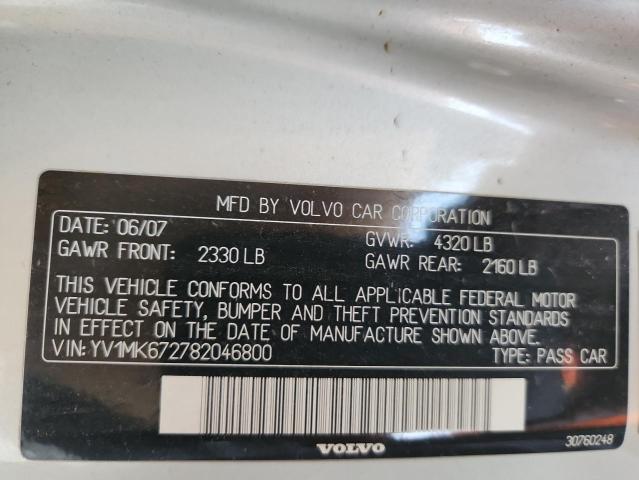 MFD BY VOLVO CAR CORPORATION
DATE: 06/07 GVWR: 4320 LB
GAWR FRONT: 2330 LB GAWR REAR: 2160 LB
THIS VEHICLE CONFORMS TO ALL APPLICABLE FEDERAL MOTOR
VEHICLE SAFETY, BUMPER AND THEFT PREVENTION STANDARDS
IN EFFECT ON THE DATE OF MANUFACTURE SHOWN ABOVE.
VIN: YV1MK672782046800 TYPE: PASS CAR
VOLVO 30760248